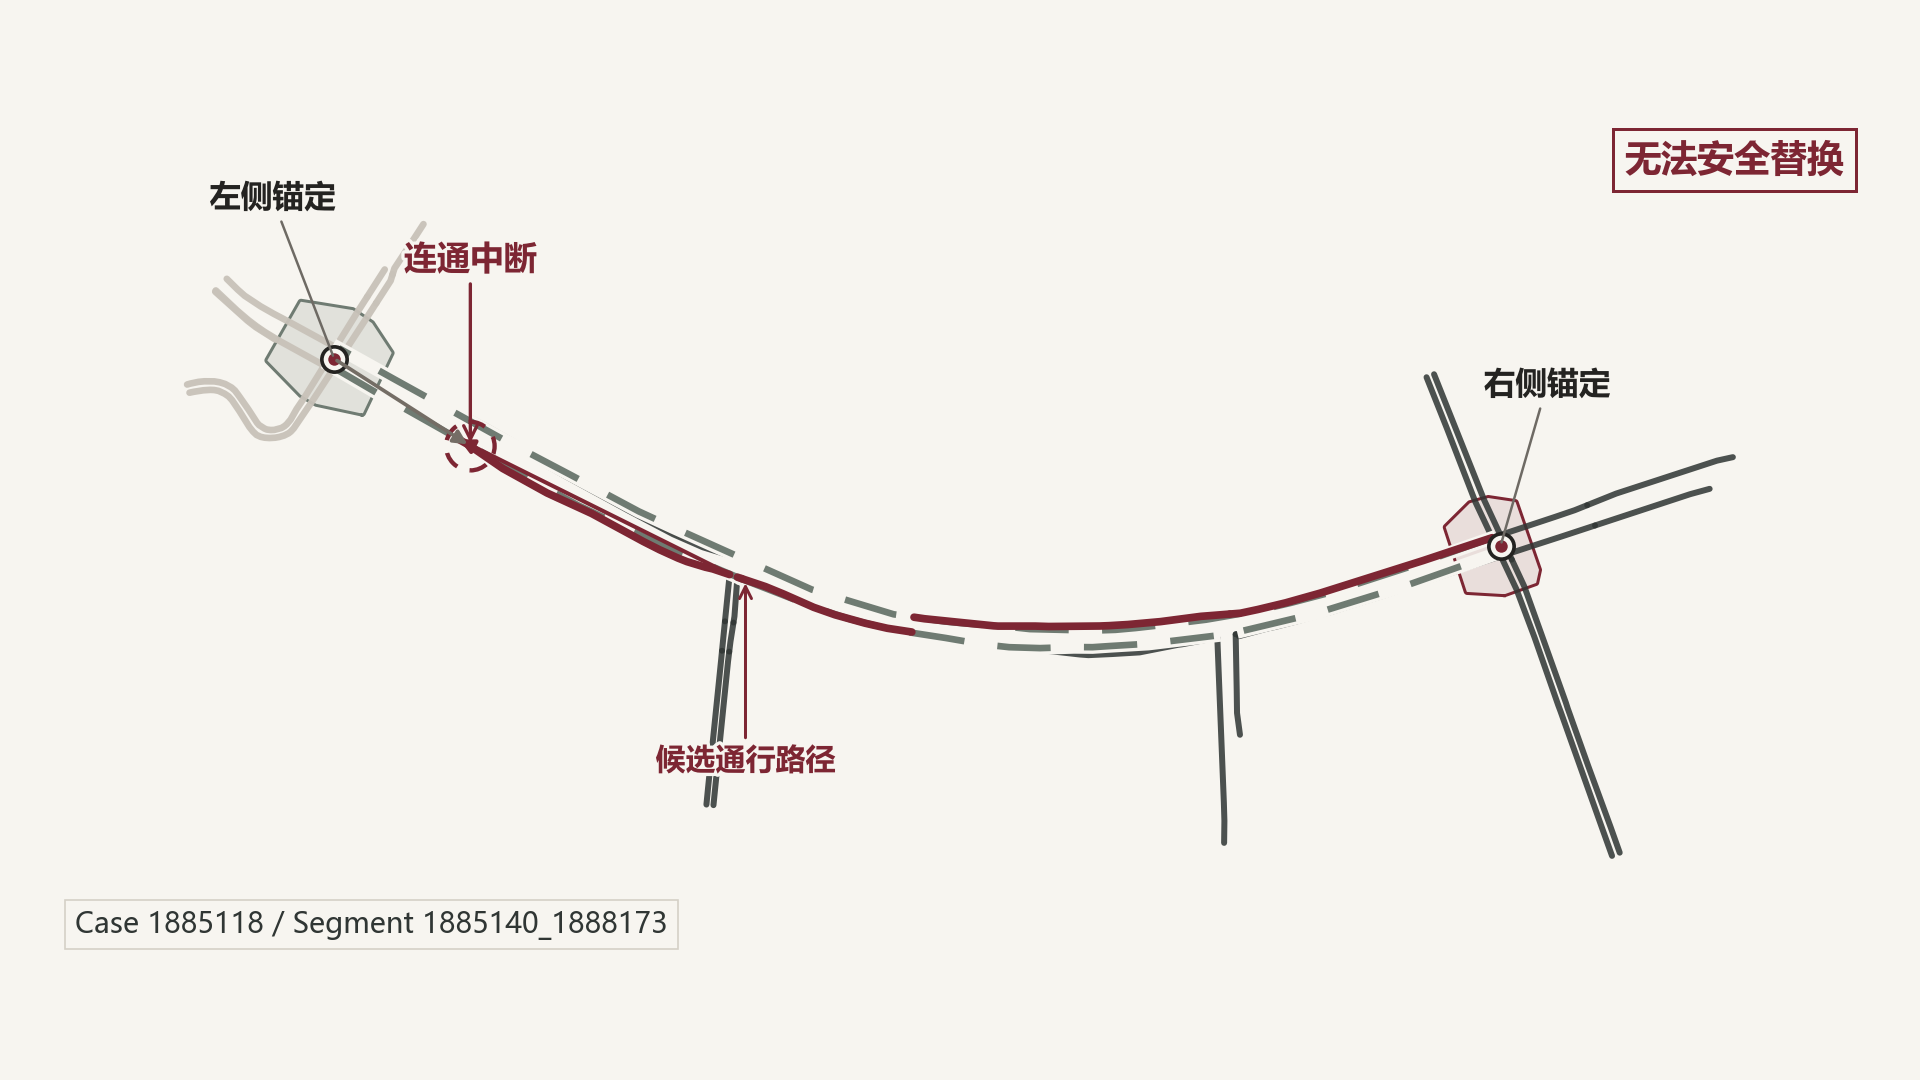 无法安全替换
左侧锚定
连通中断
右侧锚定
候选通行路径
Case 1885118 / Segment 1885140_1888173